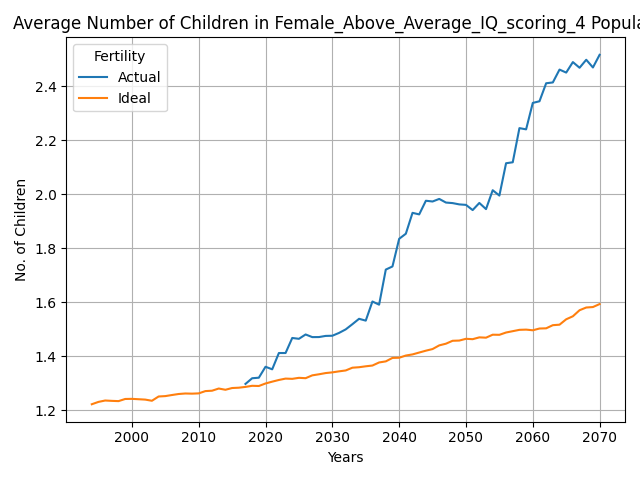 Average Number of Children in Female_Above_Average_IQ_scoring_4 Popula
Fertility
Actual
Ideal
2.4
2.2
2.0
1.8
1.6
1.4
1.2
No. of Children
2000 2010 2020 2030 2040 2050 2060 2070
Years